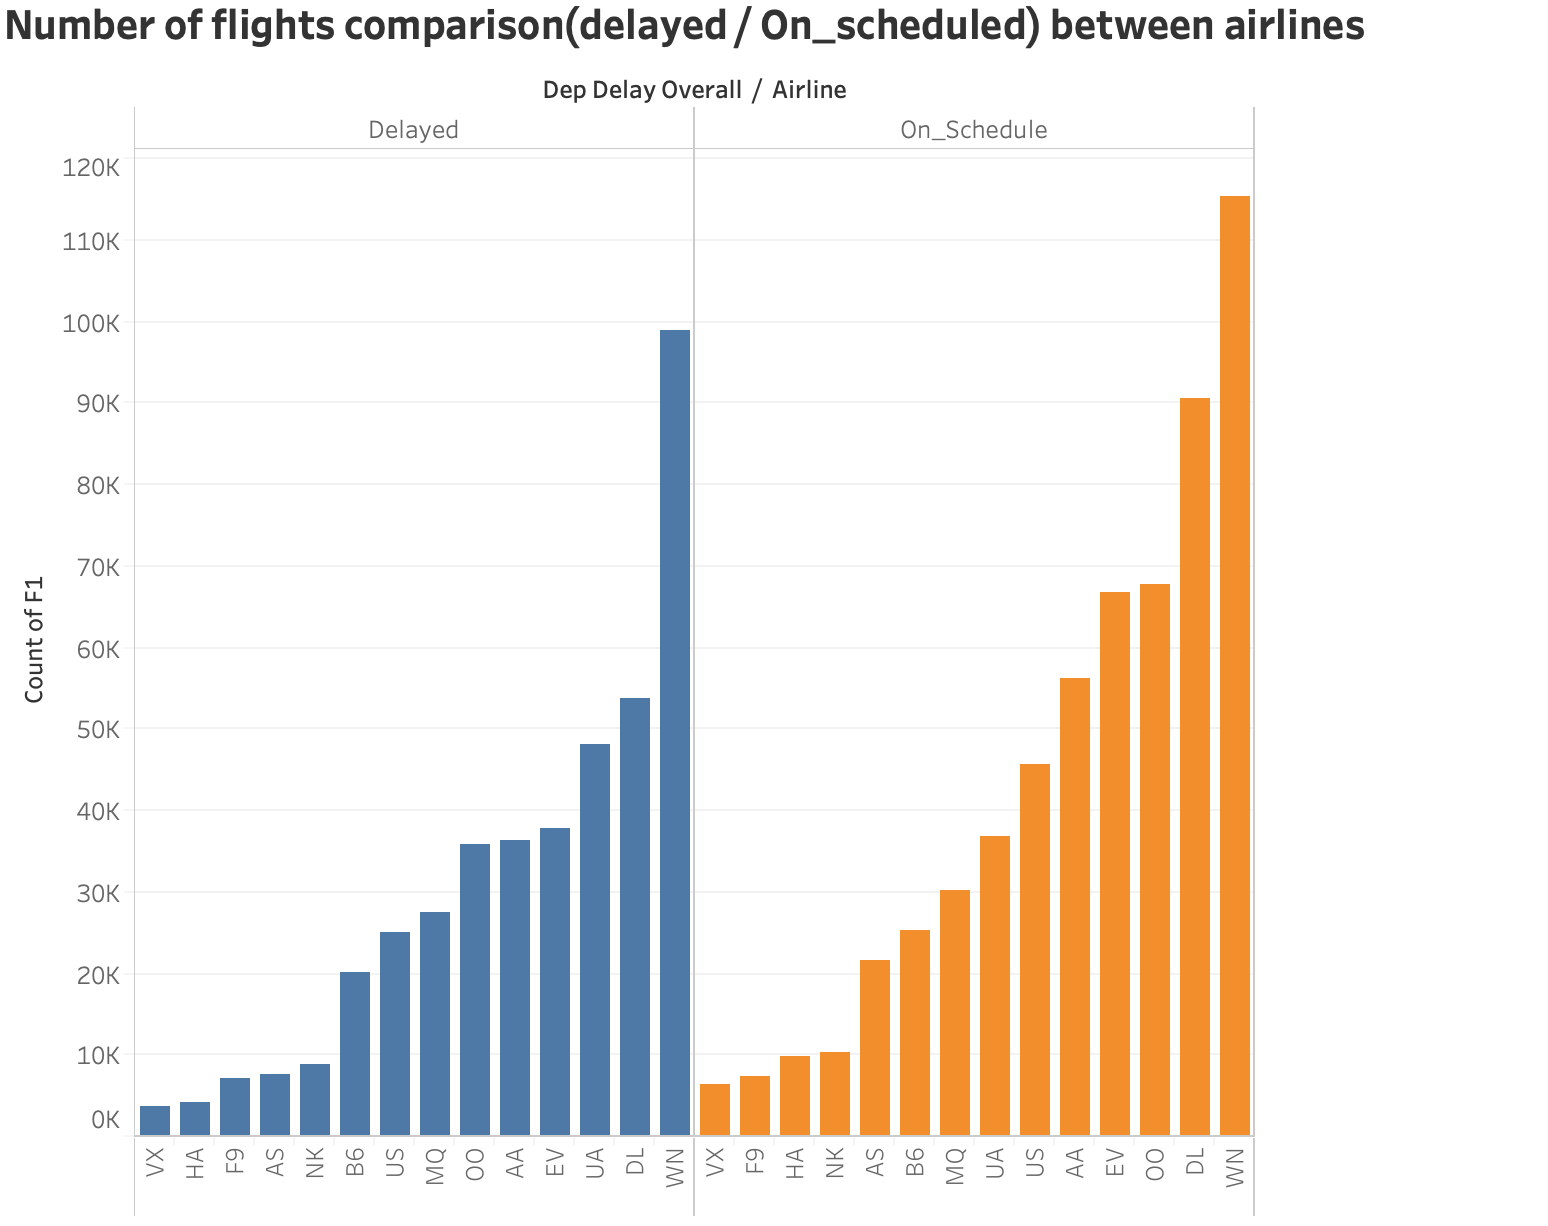 Number of flights comparison(delayed / On_scheduled) between airlines
Dep Delay Overall / Airline
Delayed On_Schedule
120K
110K
100K
90K
80K
70K
60K
50K
40K
30K
20K
10K
0K
Count of F1
VX HA F9 AS NK B6 US MQ OO AA EV UA DL WN VX F9 HA NK AS B6 MQ UA US AA EV OO DL WN